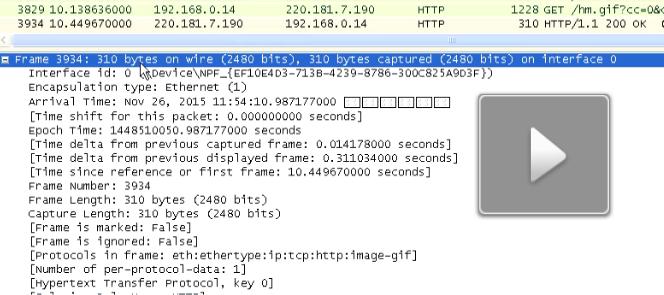 3829 10.138636000 192.168.0.14 220.181.7.190 HTTP 1228 GET /hm.gif?cc=0&
3934 10.449670000 220.181.7.190 192.168.0.14 HTTP 310 HTTP/1.1 200 OK
Frame 3934: 310 bytes on wire (2480 bits), 310 bytes captured (2480 bits) on interface 0
Interface id: 0 (\Device\NPF_{EF10E4D3-713B-4239-8786-300C825A9D3F})
Encapsulation type: Ethernet (1)
Arrival Time: Nov 26, 2015 11:54:10.987177000
[Time shift for this packet: 0.000000000 seconds]
Epoch Time: 1448510050.987177000 seconds
[Time delta from previous captured frame: 0.014178000 seconds]
[Time delta from previous displayed frame: 0.311034000 seconds]
[Time since reference or first frame: 10.449670000 seconds]
Frame Number: 3934
Frame Length: 310 bytes (2480 bits)
Capture Length: 310 bytes (2480 bits)
[Frame is marked: False]
[Frame is ignored: False]
[Protocols in frame: eth:ethertype:ip:tcp:http:image-gif]
[Number of per-protocol-data: 1]
[Hypertext Transfer Protocol, key 0]